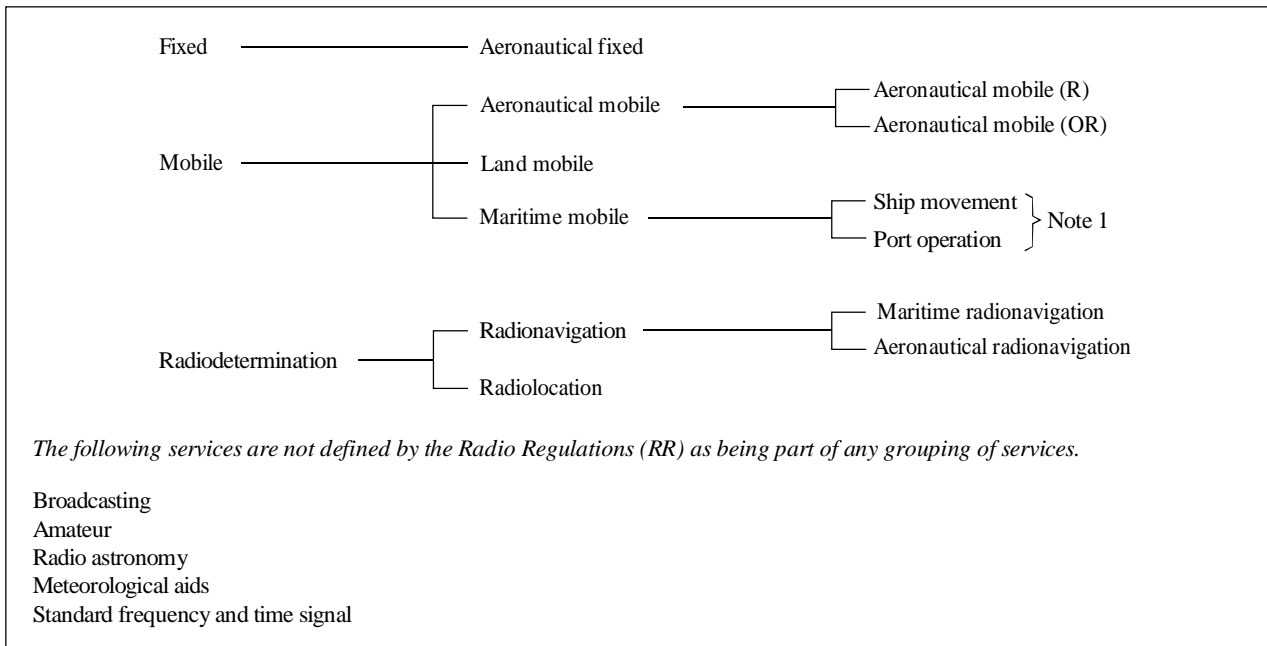 Fixed Aeronautical fixed
Aeronautical mobile (R)
Aeronautical mobile
Aeronautical mobile (OR)
Mobile Land mobile
Ship movement
Maritime mobile Note 1
Port operation
Maritime radionavigation
Radionavigation
Aeronautical radionavigation
Radiodetermination
Radiolocation
The following services are not defined by the Radio Regulations (RR) as being part of any grouping of services.
Broadcasting
Amateur
Radio astronomy
Meteorological aids
Standard frequency and time signal